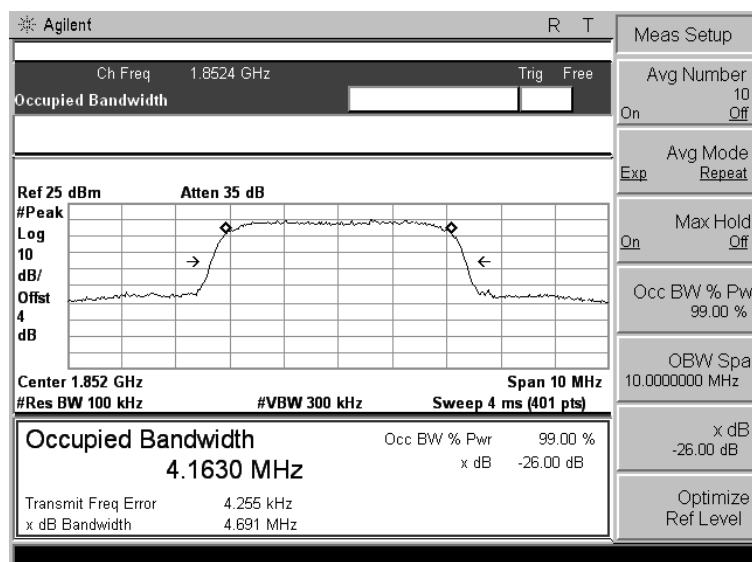 Agilent R T
Ch Freq 1.8524 GHz Trig Free
Occupied Bandwidth
Ref 25 dBm Atten 35 dB
#Peak
Log
10
dB/
Offst
4
dB
Center 1.852 GHz Span 10 MHz
#Res BW 100 kHz #VBW 300 kHz Sweep 4 ms (401 pts)
Occupied Bandwidth Occ BW % Pwr 99.00 %
4.1630 MHz x dB -26.00 dB
Transmit Freq Error 4.255 kHz
x dB Bandwidth 4.691 MHz
Meas Setup
Avg Number
10
On Off
Avg Mode
Exp Repeat
Max Hold
On Off
Occ BW % Pw
99.00 %
OBW Spa
10.0000000 MHz
x dB
-26.00 dB
Optimize
Ref Level